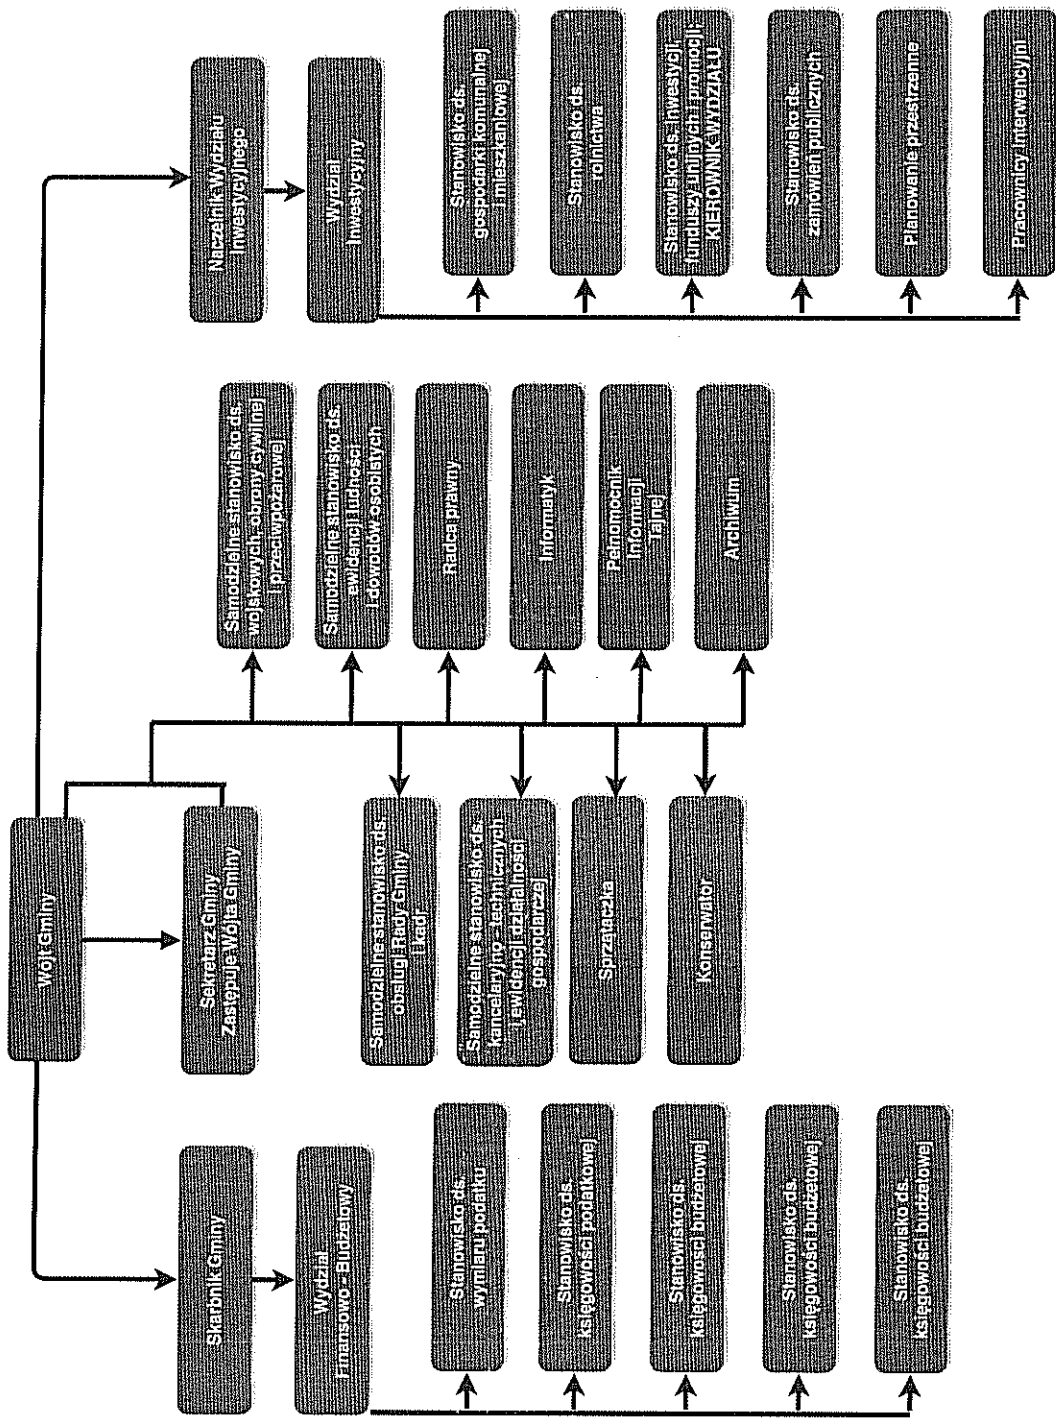 Wójt Gminy
Skarbnik Gminy
Wydział
Finansowo – Budżetowy
Stanowisko ds.
wymiaru podatku
Stanowisko ds.
księgowości podatkowej
Stanowisko ds.
księgowości budżetowej
Stanowisko ds.
księgowości budżetowej
Stanowisko ds.
księgowości budżetowej
Sekretarz Gminy
Zastępuje Wójta Gminy
Samodzielne stanowisko ds.
obsługi Rady Gminy
i kadr
Samodzielne stanowisko ds.
kancelaryjno - technicznych
i ewidencji działalności
gospodarczej
Sprzątaczka
Konserwator
Samodzielne stanowisko ds.
wojskowych, obrony cywilnej
i przeciwpożarowej
Samodzielne stanowisko ds.
ewidencji ludności
i dowodów osobistych
Radca prawny
Informatyk
Pełnomocnik
Informacji
Tajnej
Archiwum
Naczelnik Wydziału
Inwestycyjnego
Wydział
Inwestycyjny
Stanowisko ds.
gospodarki komunalnej
i mieszkaniowej
Stanowisko ds.
rolnictwa
Stanowisko ds. inwestycji,
funduszy unijnych i promocji,
KIEROWNIK WYDZIAŁU
Stanowisko ds.
zamówień publicznych
Planowanie przestrzenne
Pracownicy Interwencyjni